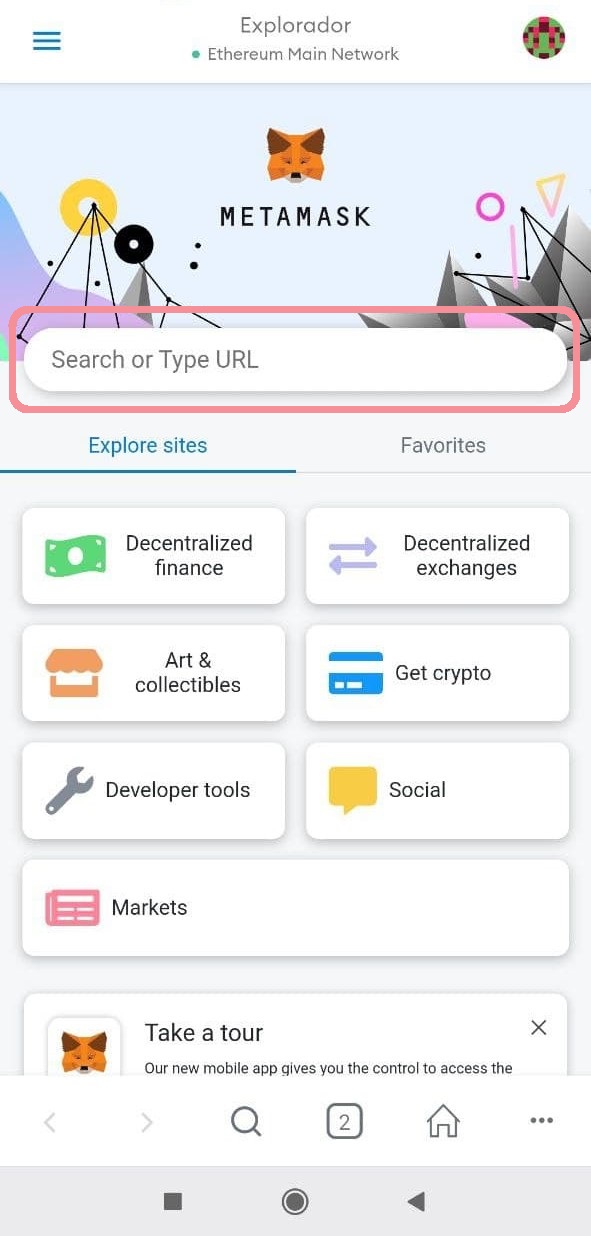 Explorador
Ethereum Main Network
METAMASK
Search or Type URL
Explore sites
Favorites
Decentralized
finance
Decentralized
exchanges
Art &
collectibles
Get crypto
Developer tools
Social
Markets
Take a tour
Our new mobile app gives you the control to access the
2